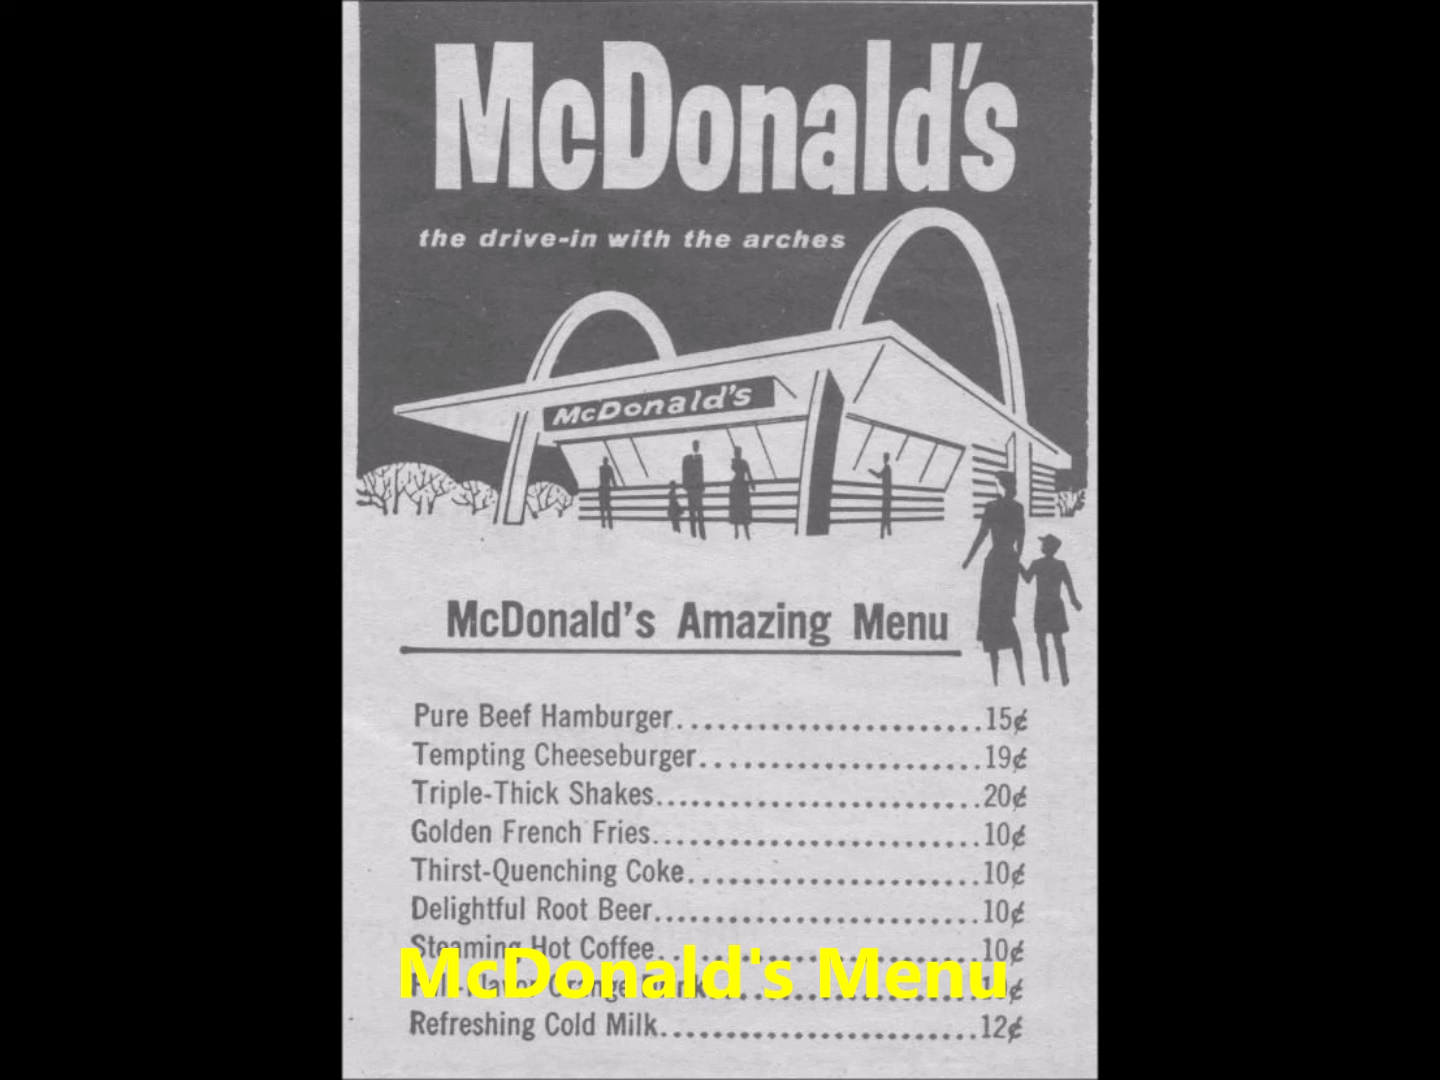 McDonald's
the drive-in with the arches
McDonald's
McDonald's Amazing Menu
Pure Beef Hamburger..............................15¢
Tempting Cheeseburger............................19¢
Triple-Thick Shakes..............................20¢
Golden French Fries..............................10¢
Thirst-Quenching Coke............................10¢
Delightful Root Beer.............................10¢
Steaming Hot Coffee..............................10¢
McDonald's Menu
Orange
Refreshing Cold Milk.............................12¢